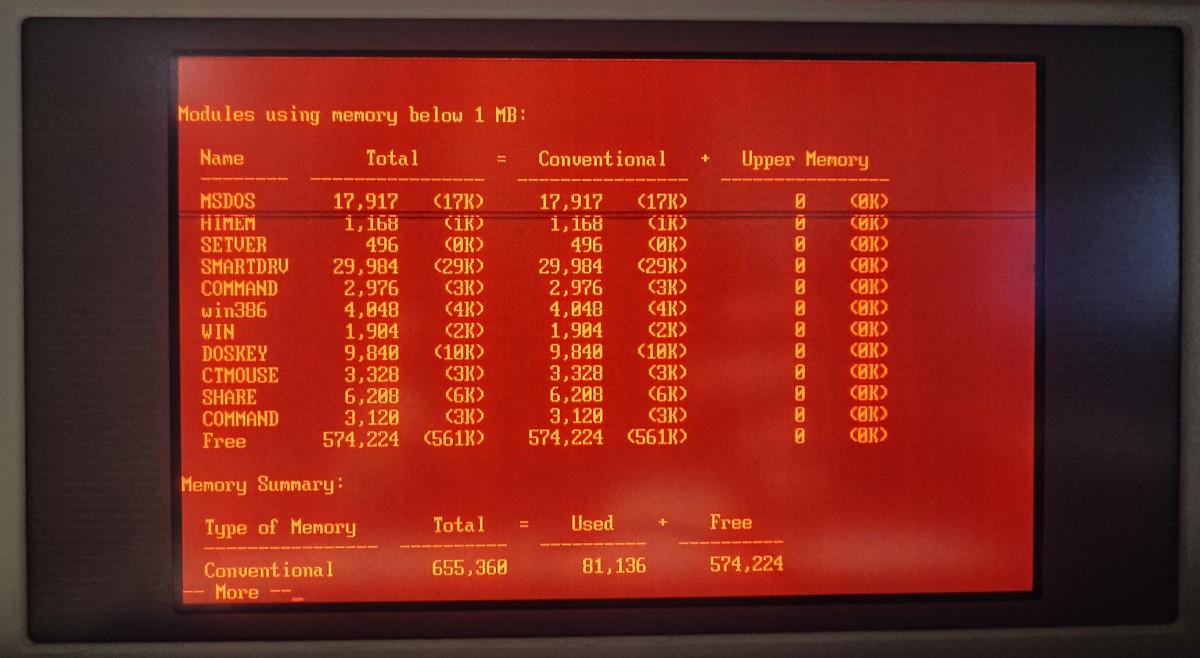 Modules using memory below 1 MB:
Name Total = Conventional + Upper Memory
-------- ---------------- ---------------- ----------------
MSDOS 17,917 (17K) 17,917 (17K) 0 (0K)
HIMEM 1,168 (1K) 1,168 (1K) 0 (0K)
SETVER 496 (0K) 496 (0K) 0 (0K)
SMARTDRV 29,984 (29K) 29,984 (29K) 0 (0K)
COMMAND 2,976 (3K) 2,976 (3K) 0 (0K)
win386 4,048 (4K) 4,048 (4K) 0 (0K)
WIN 1,904 (2K) 1,904 (2K) 0 (0K)
DOSKEY 9,840 (10K) 9,840 (10K) 0 (0K)
CTMOUSE 3,328 (3K) 3,328 (3K) 0 (0K)
SHARE 6,208 (6K) 6,208 (6K) 0 (0K)
COMMAND 3,120 (3K) 3,120 (3K) 0 (0K)
Free 574,224 (561K) 574,224 (561K) 0 (0K)
Memory Summary:
Type of Memory Total = Used + Free
---------------- ---------- ---------- ----------
Conventional 655,360 81,136 574,224
-- More --_